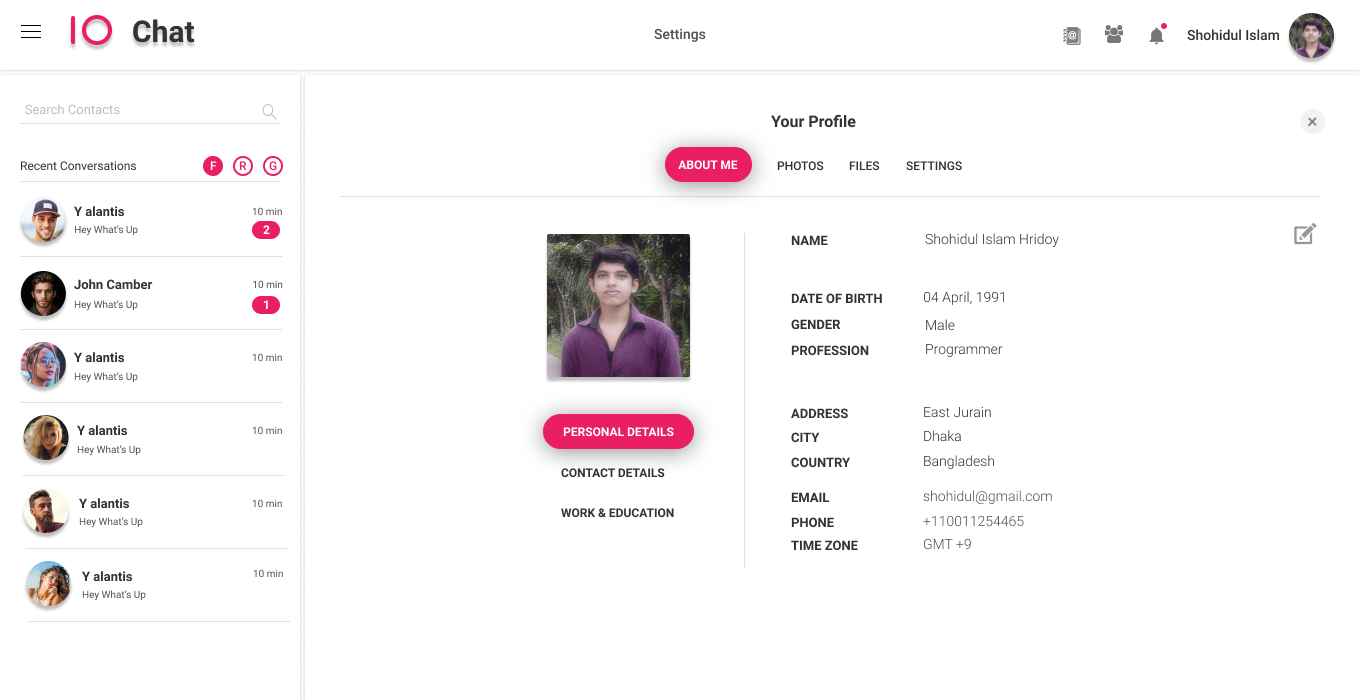 IO Chat
Settings
Shohidul Islam
Search Contacts
Recent Conversations
F R G
Y alantis
10 min
Hey What's Up
2
John Camber
10 min
Hey What's Up
1
Y alantis
10 min
Hey What's Up
Y alantis
10 min
Hey What's Up
Y alantis
10 min
Hey What's Up
Y alantis
10 min
Hey What's Up
Your Profile
ABOUT ME PHOTOS FILES SETTINGS
PERSONAL DETAILS
CONTACT DETAILS
WORK & EDUCATION
NAME Shohidul Islam Hridoy
DATE OF BIRTH 04 April, 1991
GENDER Male
PROFESSION Programmer
ADDRESS East Jurain
CITY Dhaka
COUNTRY Bangladesh
EMAIL shohidul@gmail.com
PHONE +110011254465
TIME ZONE GMT +9